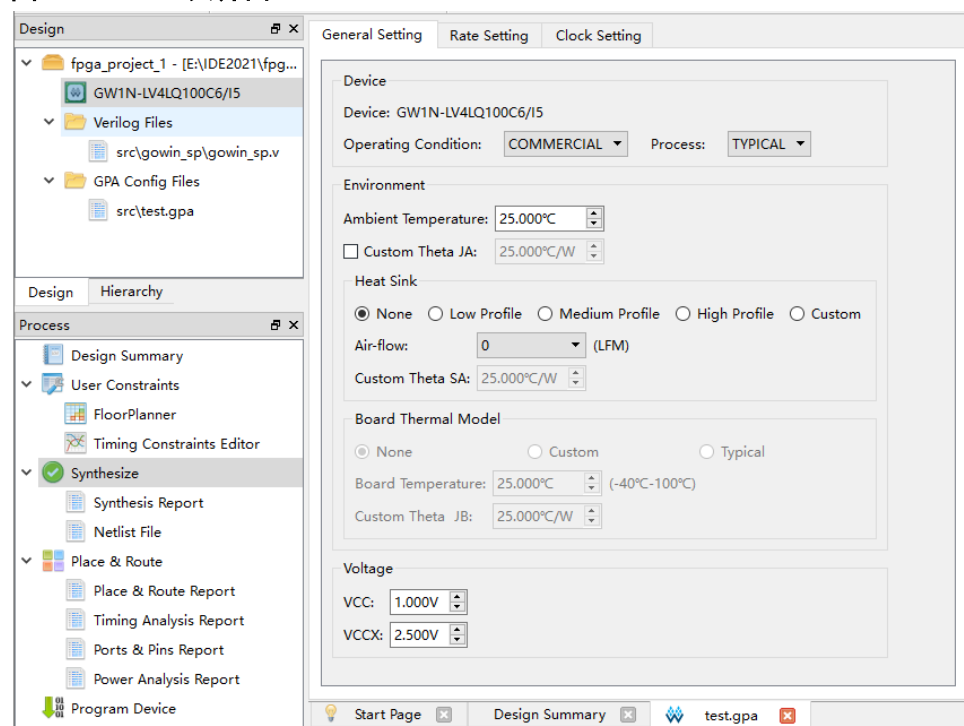 Design
fpga_project_1 - [E:\IDE2021\fpg...
GW1N-LV4LQ100C6/I5
Verilog Files
src\gowin_sp\gowin_sp.v
GPA Config Files
src\test.gpa
Design Hierarchy
Process
Design Summary
User Constraints
FloorPlanner
Timing Constraints Editor
Synthesize
Synthesis Report
Netlist File
Place & Route
Place & Route Report
Timing Analysis Report
Ports & Pins Report
Power Analysis Report
Program Device
General Setting Rate Setting Clock Setting
Device
Device: GW1N-LV4LQ100C6/I5
Operating Condition: COMMERCIAL Process: TYPICAL
Environment
Ambient Temperature: 25.000℃
Custom Theta JA: 25.000℃/W
Heat Sink
None Low Profile Medium Profile High Profile Custom
Air-flow: 0 (LFM)
Custom Theta SA: 25.000℃/W
Board Thermal Model
None Custom Typical
Board Temperature: 25.000℃ (-40℃-100℃)
Custom Theta JB: 25.000℃/W
Voltage
VCC: 1.000V
VCCX: 2.500V
Start Page Design Summary test.gpa